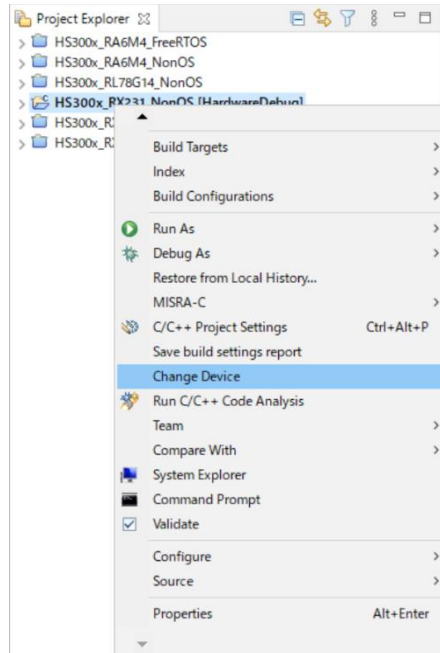 Project Explorer
HS300x_RA6M4_FreeRTOS
HS300x_RA6M4_NonOS
HS300x_RL78G14_NonOS
HS300x_RX231_NonOS [HardwareDebug]
HS300x_R
HS300x_R
Build Targets
Index
Build Configurations
Run As
Debug As
Restore from Local History...
MISRA-C
C/C++ Project Settings Ctrl+Alt+P
Save build settings report
Change Device
Run C/C++ Code Analysis
Team
Compare With
System Explorer
Command Prompt
Validate
Configure
Source
Properties Alt+Enter